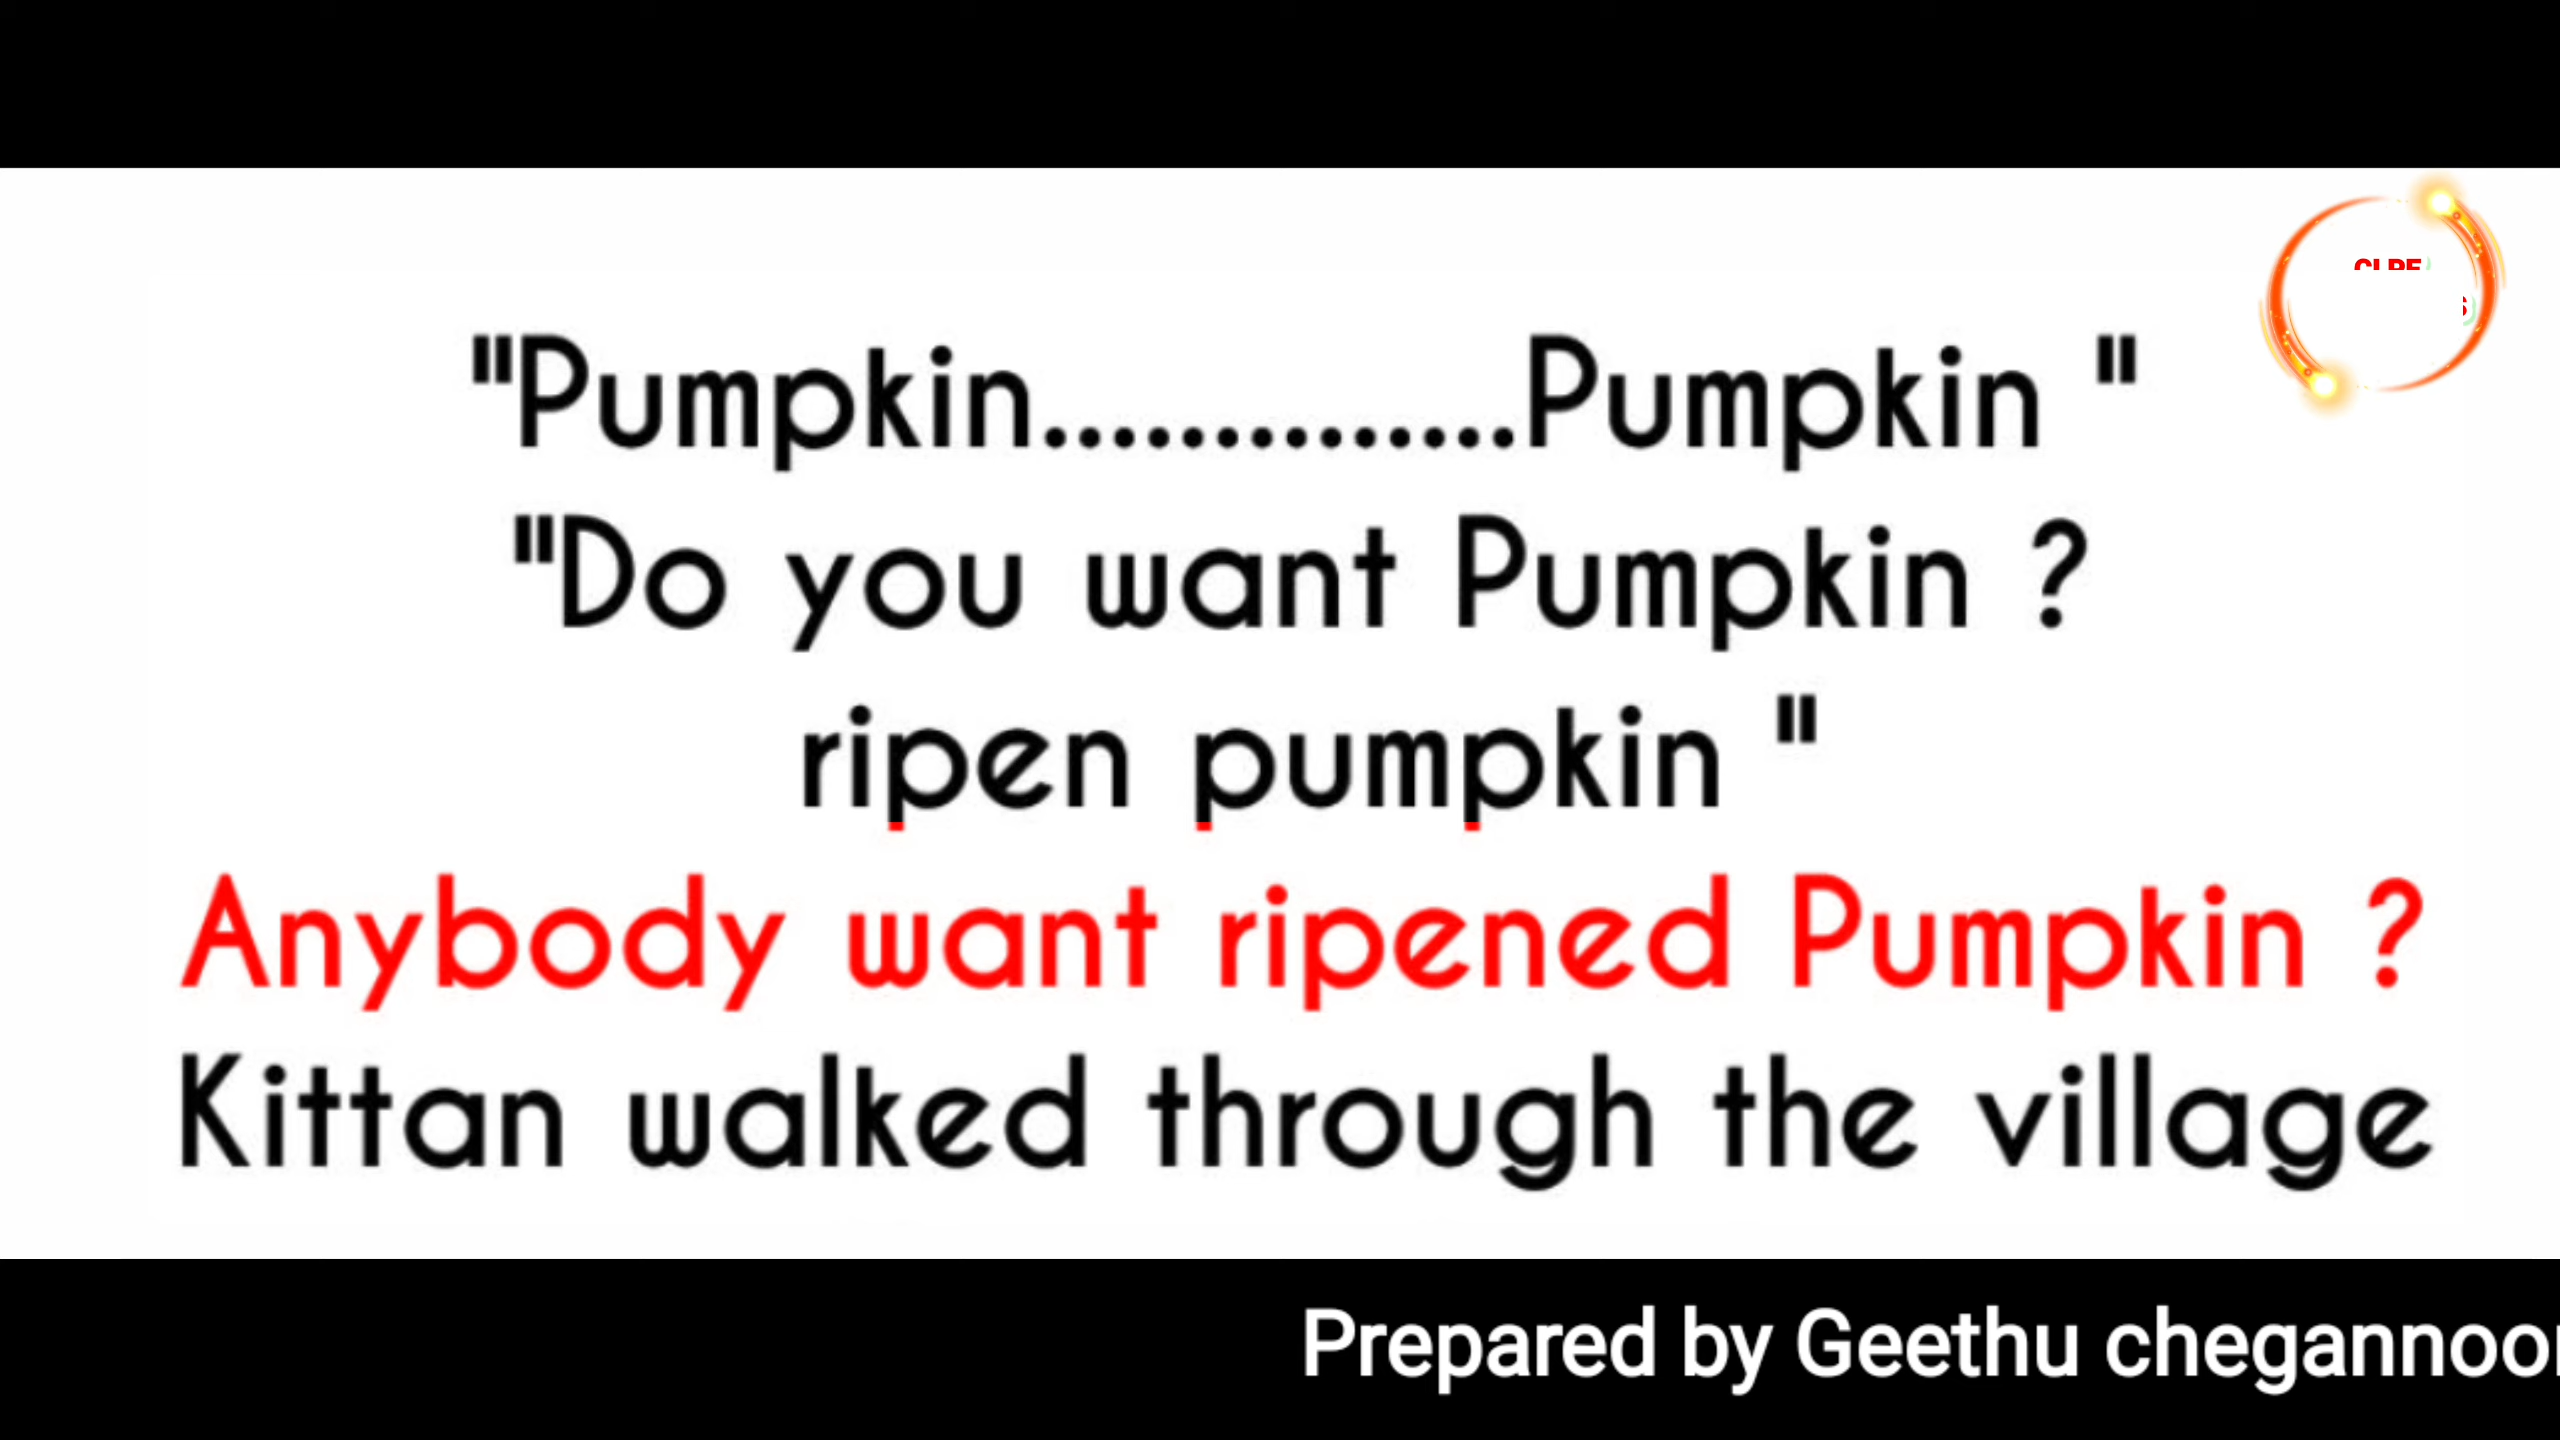 "Pumpkin..............Pumpkin "
"Do you want Pumpkin ?
ripen pumpkin "
Anybody want ripened Pumpkin ?
Kittan walked through the village
Prepared by Geethu chegannoor